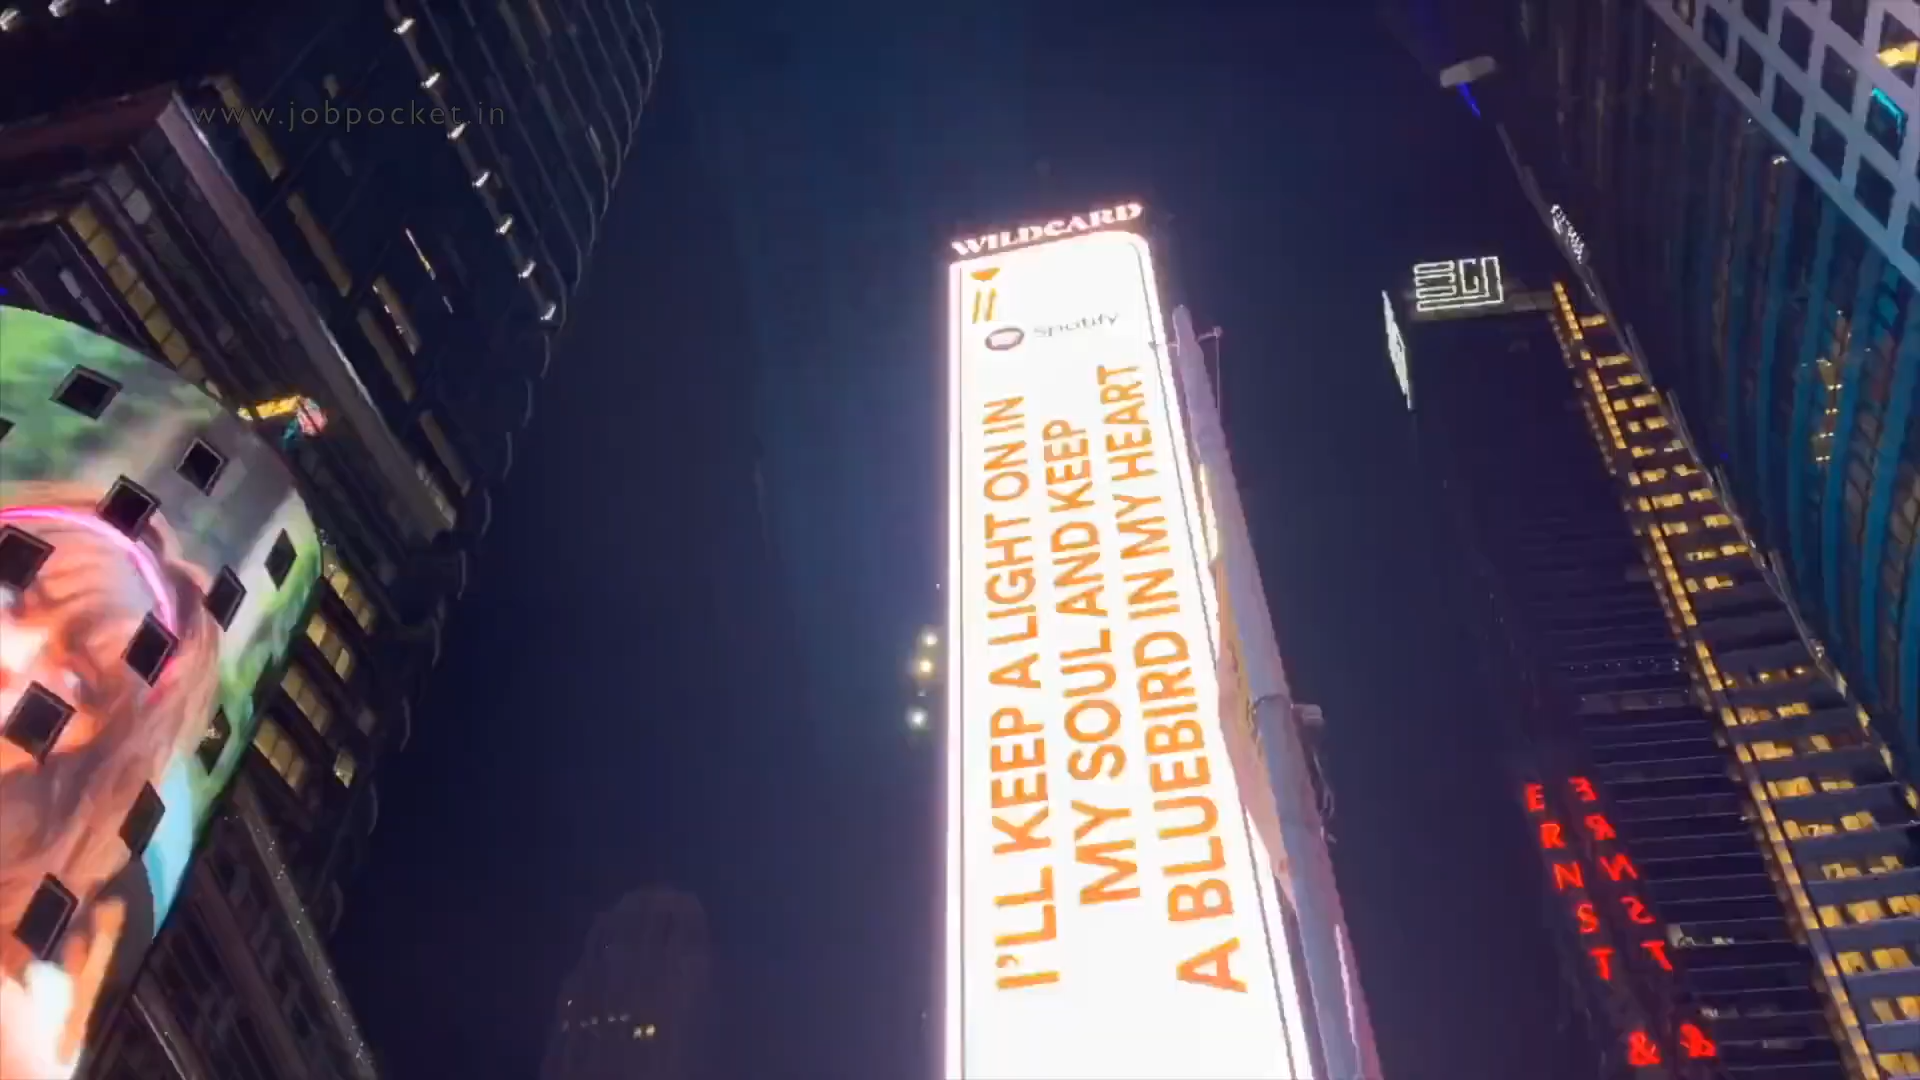 www.jobpocket.in
WILDCARD
Spotify
I'LL KEEP A LIGHT ON IN
MY SOUL AND KEEP
A BLUEBIRD IN MY HEART
ERNST &
ERNST &